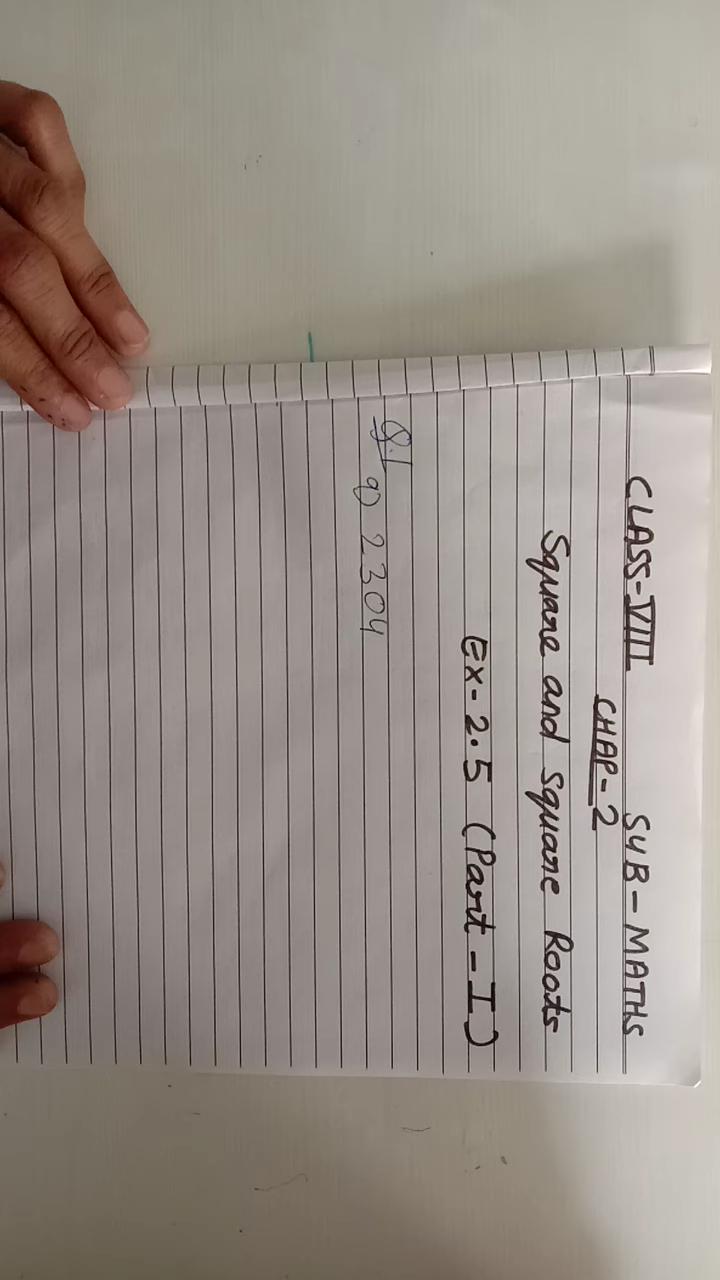 CLASS-VIII SUB-MATHS
CHAP-2
Square and Square Roots
Ex-2.5 (Part-I)
Q.1
a) 2304